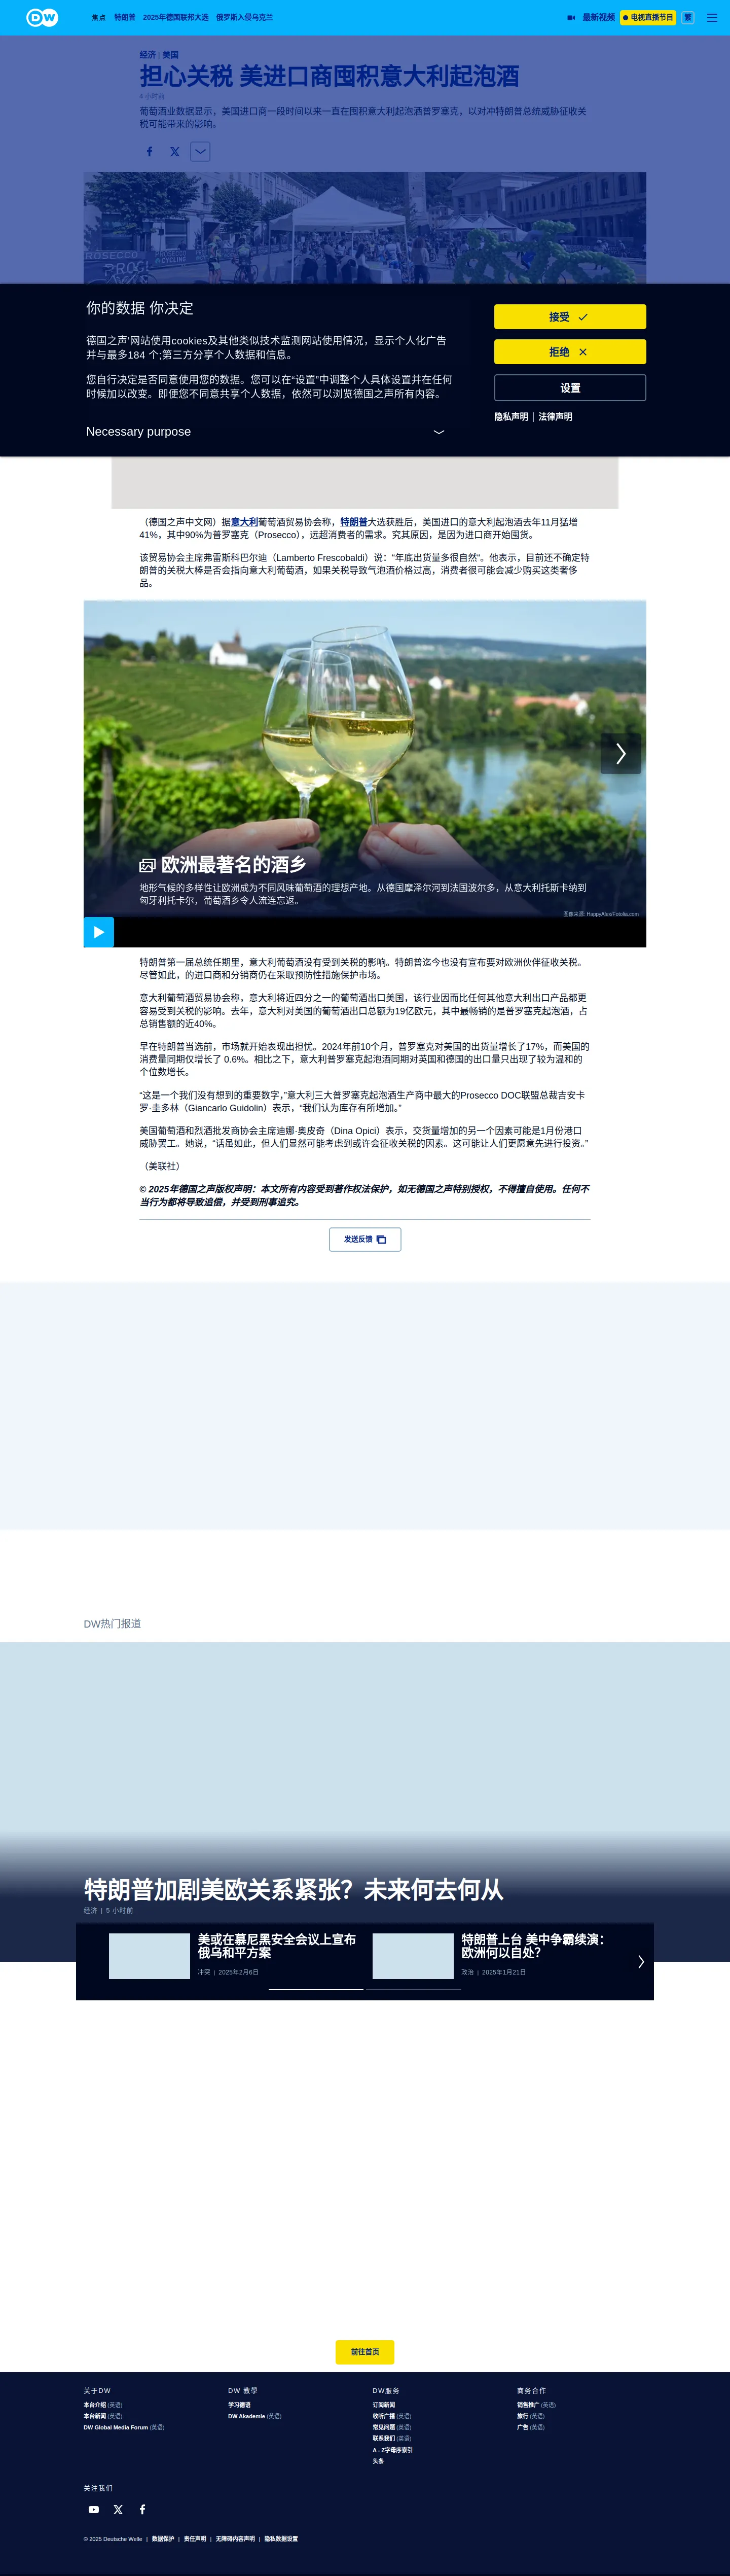 DW
焦点 特朗普 2025年德国联邦大选 俄罗斯入侵乌克兰 最新视频 电视直播节目 繁
经济 | 美国
担心关税 美进口商囤积意大利起泡酒
4 小时前
葡萄酒业数据显示，美国进口商一段时间以来一直在囤积意大利起泡酒普罗塞克，以对冲特朗普总统威胁征收关
税可能带来的影响。
PROSECCO
CYCLING
你的数据 你决定
德国之声'网站使用cookies及其他类似技术监测网站使用情况，显示个人化广告
并与最多184 个;第三方分享个人数据和信息。
您自行决定是否同意使用您的数据。您可以在“设置”中调整个人具体设置并在任何
时候加以改变。即便您不同意共享个人数据，依然可以浏览德国之声所有内容。
Necessary purpose
接受
拒绝
设置
隐私声明 | 法律声明
（德国之声中文网）据意大利葡萄酒贸易协会称，特朗普大选获胜后，美国进口的意大利起泡酒去年11月猛增
41%，其中90%为普罗塞克（Prosecco），远超消费者的需求。究其原因，是因为进口商开始囤货。
该贸易协会主席弗雷斯科巴尔迪（Lamberto Frescobaldi）说：“年底出货量多很自然“。他表示，目前还不确定特
朗普的关税大棒是否会指向意大利葡萄酒，如果关税导致气泡酒价格过高，消费者很可能会减少购买这类奢侈
品。
欧洲最著名的酒乡
地形气候的多样性让欧洲成为不同风味葡萄酒的理想产地。从德国摩泽尔河到法国波尔多，从意大利托斯卡纳到
匈牙利托卡尔，葡萄酒乡令人流连忘返。
图像来源: HappyAlex/Fotolia.com
特朗普第一届总统任期里，意大利葡萄酒没有受到关税的影响。特朗普迄今也没有宣布要对欧洲伙伴征收关税。
尽管如此，的进口商和分销商仍在采取预防性措施保护市场。
意大利葡萄酒贸易协会称，意大利将近四分之一的葡萄酒出口美国，该行业因而比任何其他意大利出口产品都更
容易受到关税的影响。去年，意大利对美国的葡萄酒出口总额为19亿欧元，其中最畅销的是普罗塞克起泡酒，占
总销售额的近40%。
早在特朗普当选前，市场就开始表现出担忧。2024年前10个月，普罗塞克对美国的出货量增长了17%，而美国的
消费量同期仅增长了 0.6%。相比之下，意大利普罗塞克起泡酒同期对英国和德国的出口量只出现了较为温和的
个位数增长。
“这是一个我们没有想到的重要数字，”意大利三大普罗塞克起泡酒生产商中最大的Prosecco DOC联盟总裁吉安卡
罗·圭多林（Giancarlo Guidolin）表示，“我们认为库存有所增加。”
美国葡萄酒和烈酒批发商协会主席迪娜·奥皮奇（Dina Opici）表示，交货量增加的另一个因素可能是1月份港口
威胁罢工。她说，“话虽如此，但人们显然可能考虑到或许会征收关税的因素。这可能让人们更愿意先进行投资。”
（美联社）
© 2025年德国之声版权声明：本文所有内容受到著作权法保护，如无德国之声特别授权，不得擅自使用。任何不
当行为都将导致追偿，并受到刑事追究。
发送反馈
DW热门报道
特朗普加剧美欧关系紧张？未来何去何从
经济 | 5 小时前
美或在慕尼黑安全会议上宣布
俄乌和平方案
冲突 | 2025年2月6日
特朗普上台 美中争霸续演：
欧洲何以自处？
政治 | 2025年1月21日
前往首页
关于DW
本台介绍 (英语)
本台新闻 (英语)
DW Global Media Forum (英语)
DW 教學
学习德语
DW Akademie (英语)
DW服务
订阅新闻
收听广播 (英语)
常见问题 (英语)
联系我们 (英语)
A - Z字母序索引
头条
商务合作
销售推广 (英语)
旅行 (英语)
广告 (英语)
关注我们
© 2025 Deutsche Welle | 数据保护 | 责任声明 | 无障碍内容声明 | 隐私数据设置